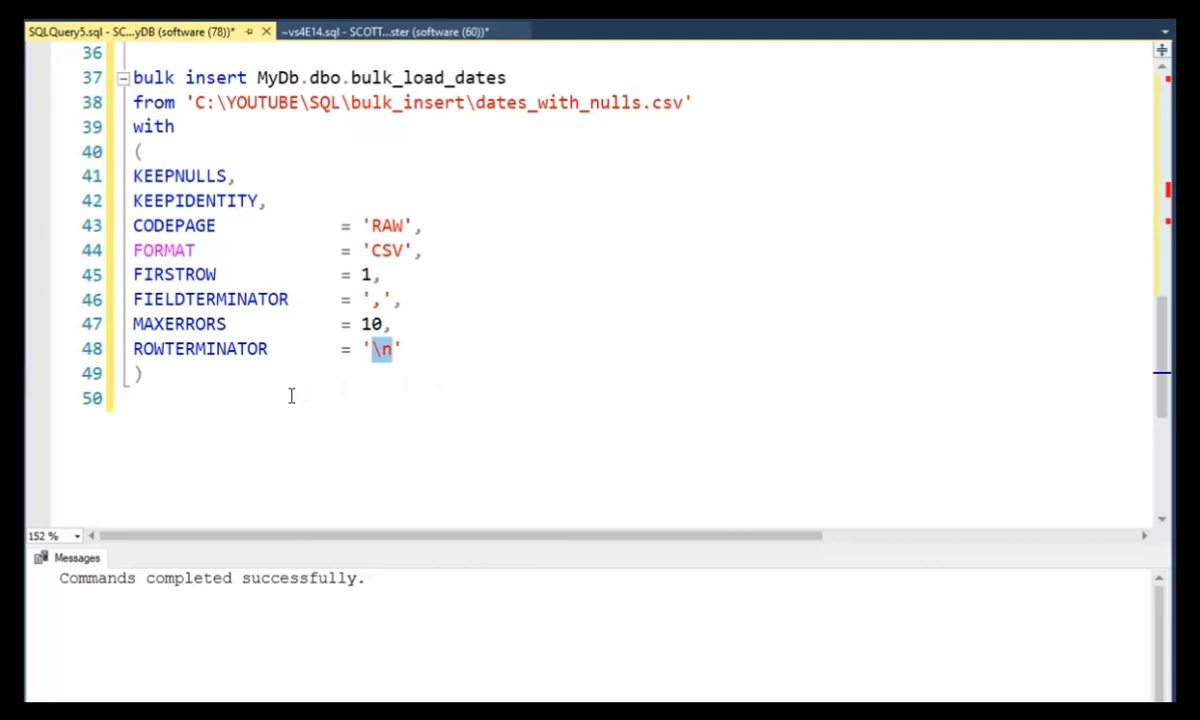 SQLQuery5.sql - SC...yDB (software (78))* ~vs4E14.sql - SCOTT...ster (software (60))*
36
37 bulk insert MyDb.dbo.bulk_load_dates
38 from 'C:\YOUTUBE\SQL\bulk_insert\dates_with_nulls.csv'
39 with
40 (
41 KEEPNULLS,
42 KEEPIDENTITY,
43 CODEPAGE = 'RAW',
44 FORMAT = 'CSV',
45 FIRSTROW = 1,
46 FIELDTERMINATOR = ',',
47 MAXERRORS = 10,
48 ROWTERMINATOR = '\n'
49 )
50
152 %
Messages
Commands completed successfully.